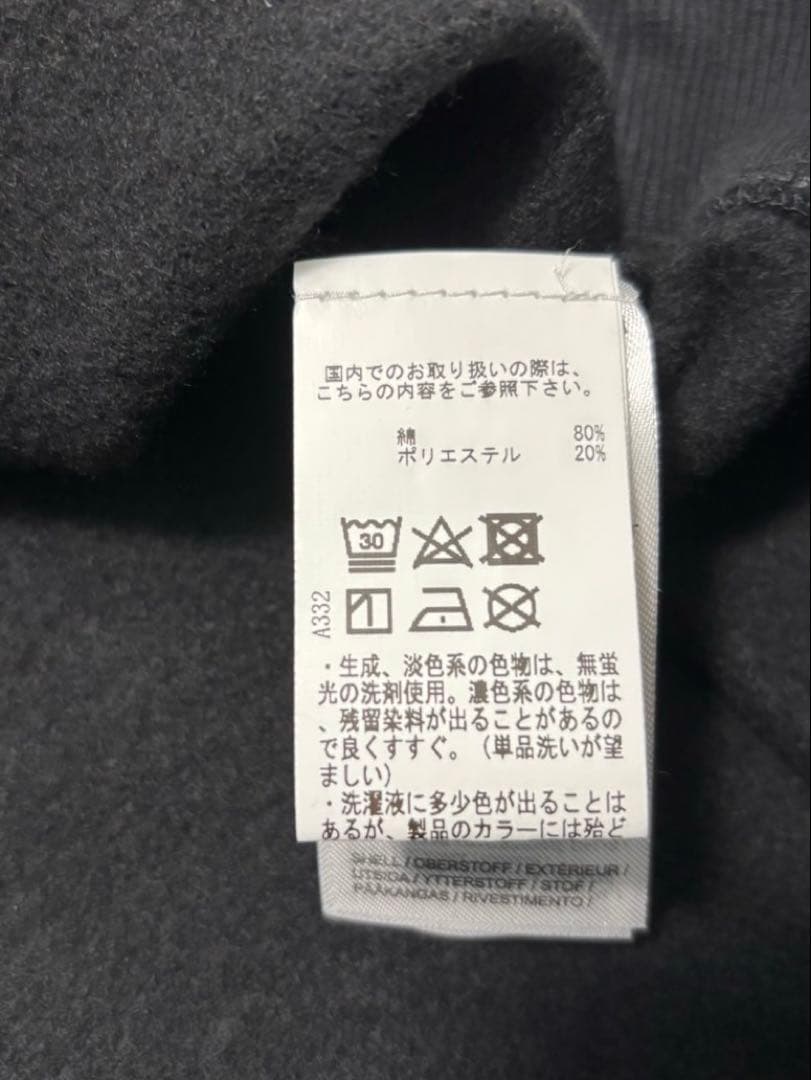 国内でのお取り扱いの際は、
こちらの内容をご参照下さい。
綿 80%
ポリエステル 20%
30
A332
・生成、淡色系の色物は、無蛍
光の洗剤使用。濃色系の色物は
、残留染料が出ることがあるの
で良くすすぐ。（単品洗いが望
ましい）
・洗濯液に多少色が出ることは
あるが、製品のカラーには殆ど
SHELL / OBERSTOFF / EXTÉRIEUR /
UTSIDA / YTTERSTOFF / STOF /
PÄÄKANGAS / RIVESTIMENTO /